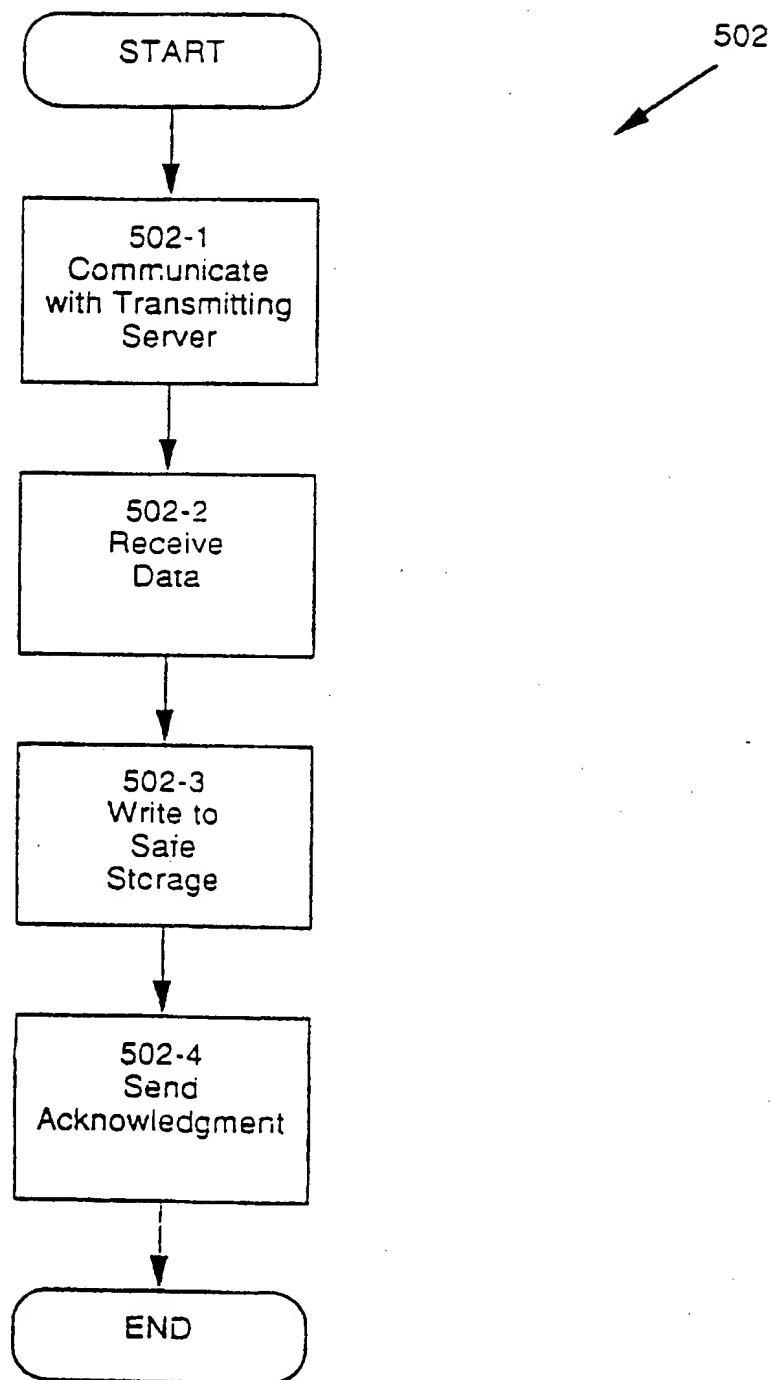 START
502
502-1
Communicate
with Transmitting
Server
502-2
Receive
Data
502-3
Write to
Safe
Storage
502-4
Send
Acknowledgment
END